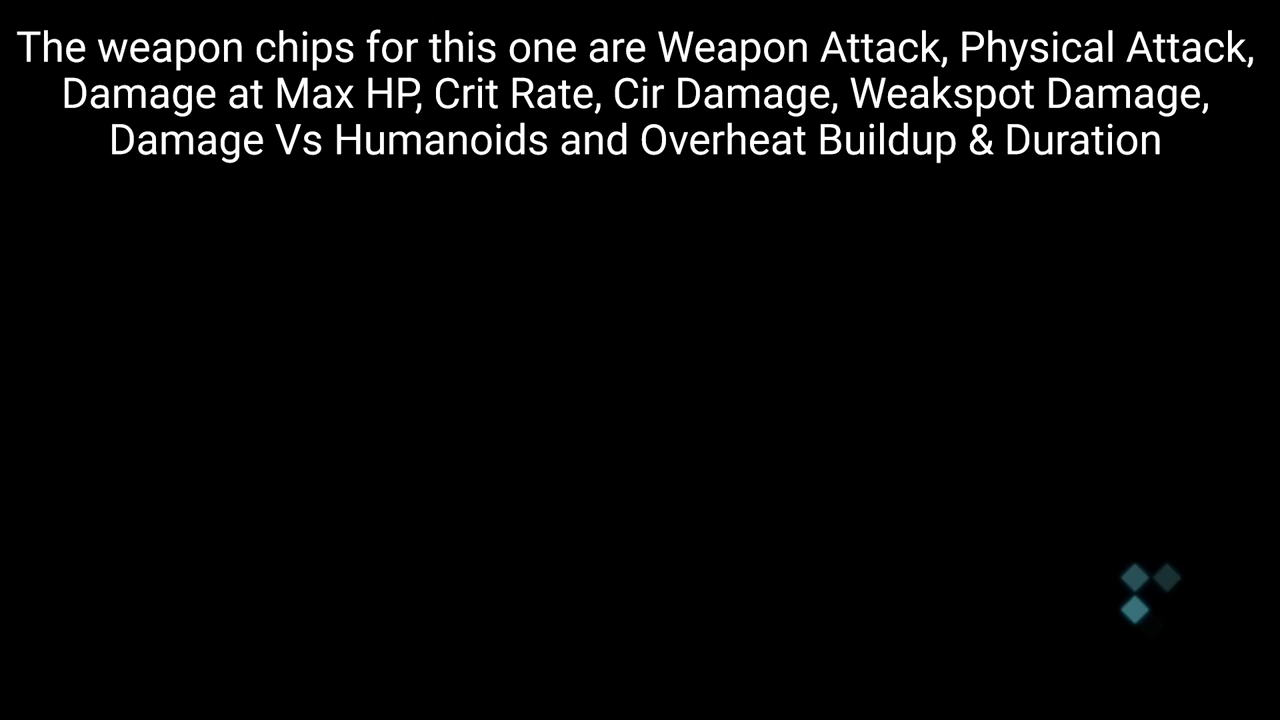 The weapon chips for this one are Weapon Attack, Physical Attack,
Damage at Max HP, Crit Rate, Cir Damage, Weakspot Damage,
Damage Vs Humanoids and Overheat Buildup & Duration